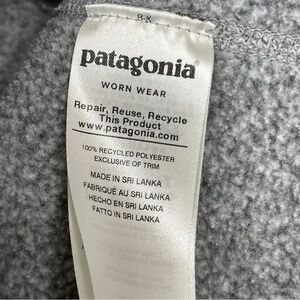 patagonia®
WORN WEAR
Repair, Reuse, Recycle
This Product
www.patagonia.com
100% RECYCLED POLYESTER
EXCLUSIVE OF TRIM
MADE IN SRI LANKA
FABRIQUÉ AU SRI LANKA
HECHO EN SRI LANKA
FATTO IN SRI LANKA